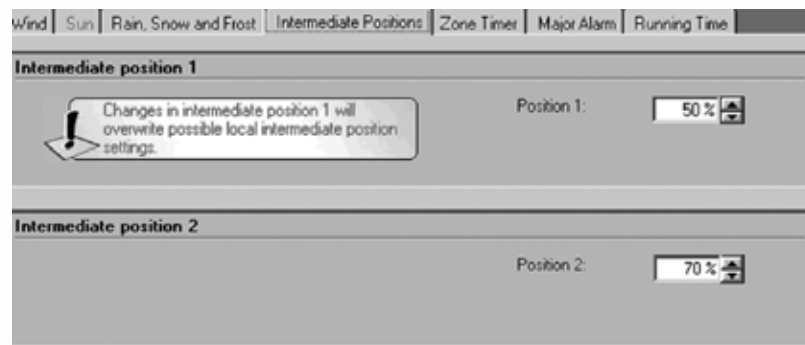 Wind Sun Rain, Snow and Frost Intermediate Positions Zone Timer Major Alarm Running Time
Intermediate position 1
Changes in intermediate position 1 will
overwrite possible local intermediate position
settings.
Position 1: 50 %
Intermediate position 2
Position 2: 70 %